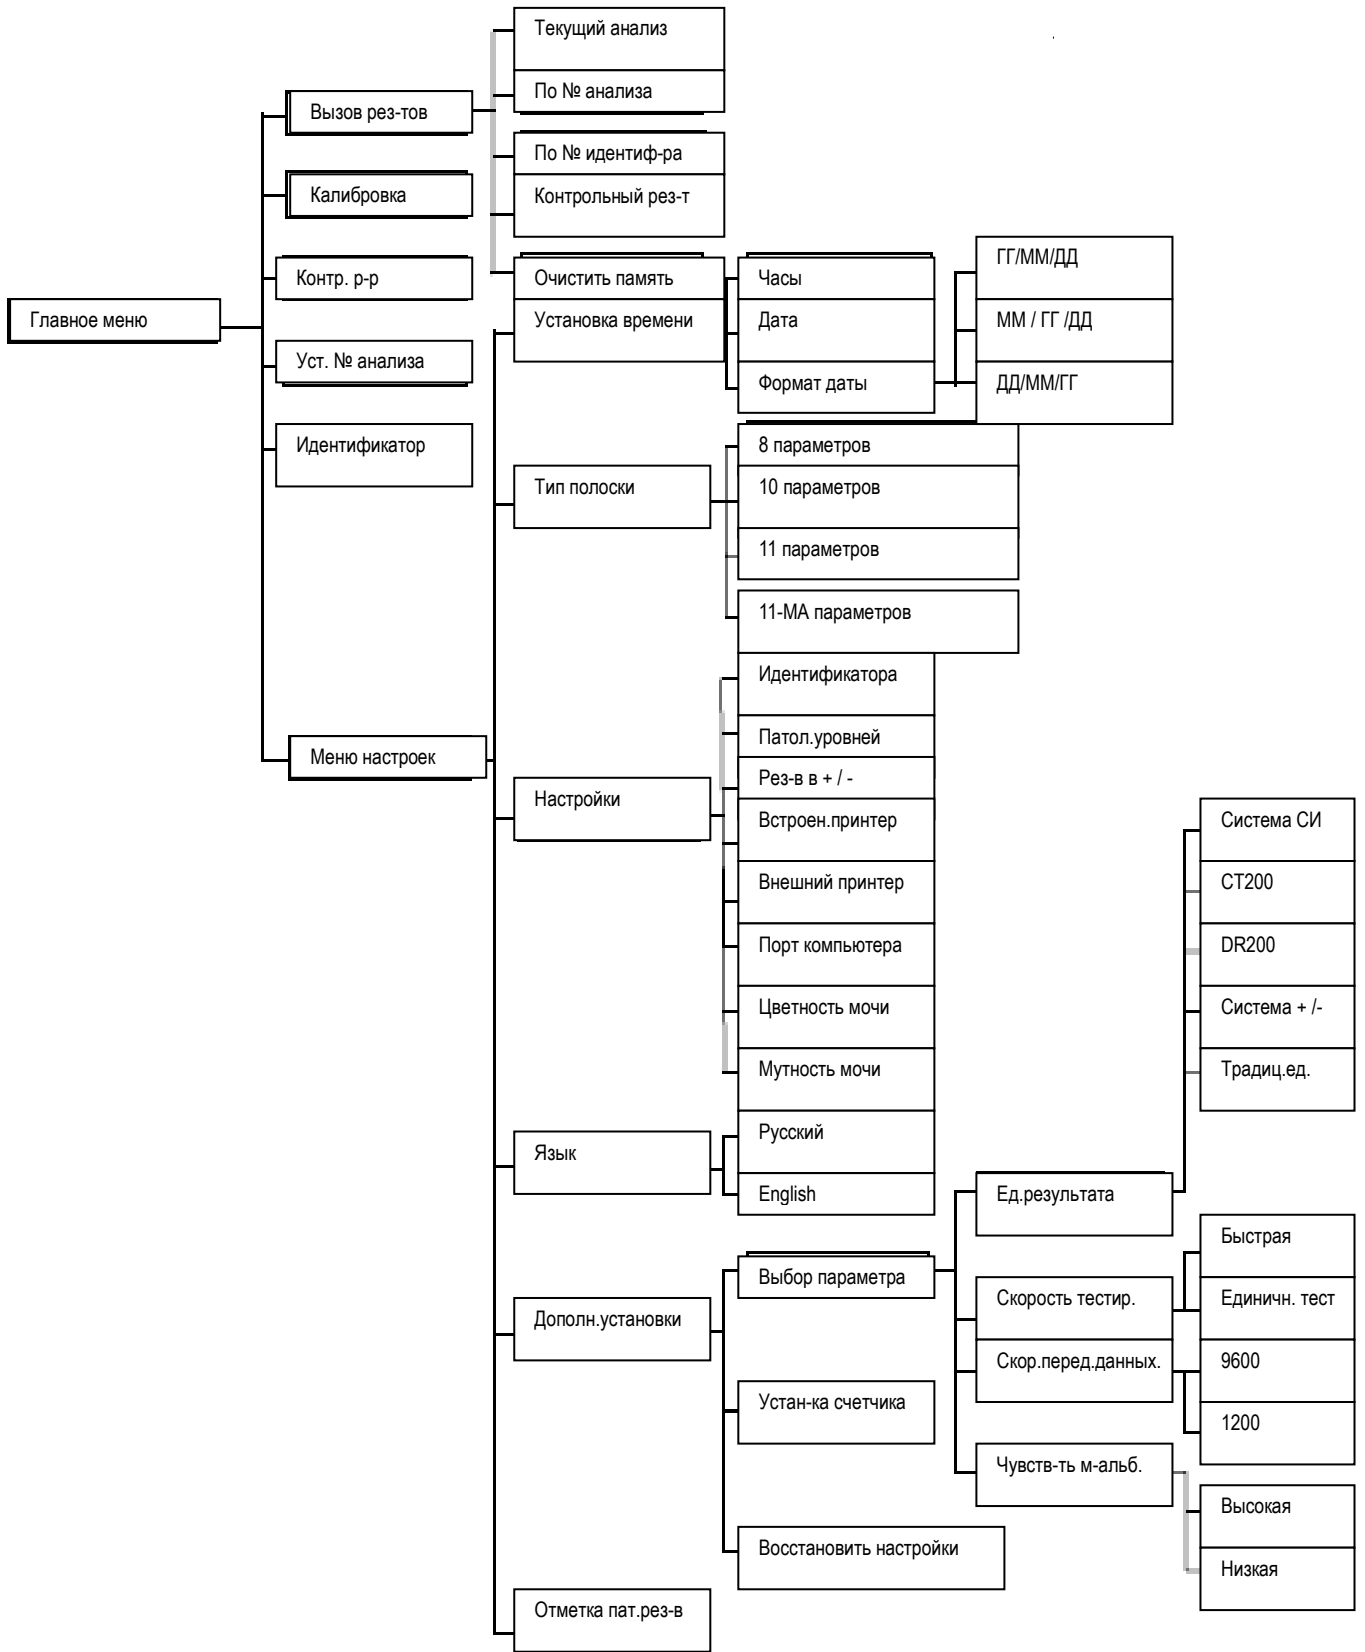 Главное меню
Вызов рез-тов
Калибровка
Контр. р-р
Уст. № анализа
Идентификатор
Меню настроек
Текущий анализ
По № анализа
По № идентиф-ра
Контрольный рез-т
Очистить память
Установка времени
Тип полоски
Настройки
Язык
Дополн.установки
Отметка пат.рез-в
Часы
Дата
Формат даты
8 параметров
10 параметров
11 параметров
11-МА параметров
Идентификатора
Патол.уровней
Рез-в в + / -
Встроен.принтер
Внешний принтер
Порт компьютера
Цветность мочи
Мутность мочи
Русский
English
Выбор параметра
Устан-ка счетчика
Восстановить настройки
ГГ/ММ/ДД
ММ / ГГ /ДД
ДД/ММ/ГГ
Ед.результата
Скорость тестир.
Скор.перед.данных.
Чувств-ть м-альб.
Система СИ
CT200
DR200
Система + /-
Традиц.ед.
Быстрая
Единичн. тест
9600
1200
Высокая
Низкая